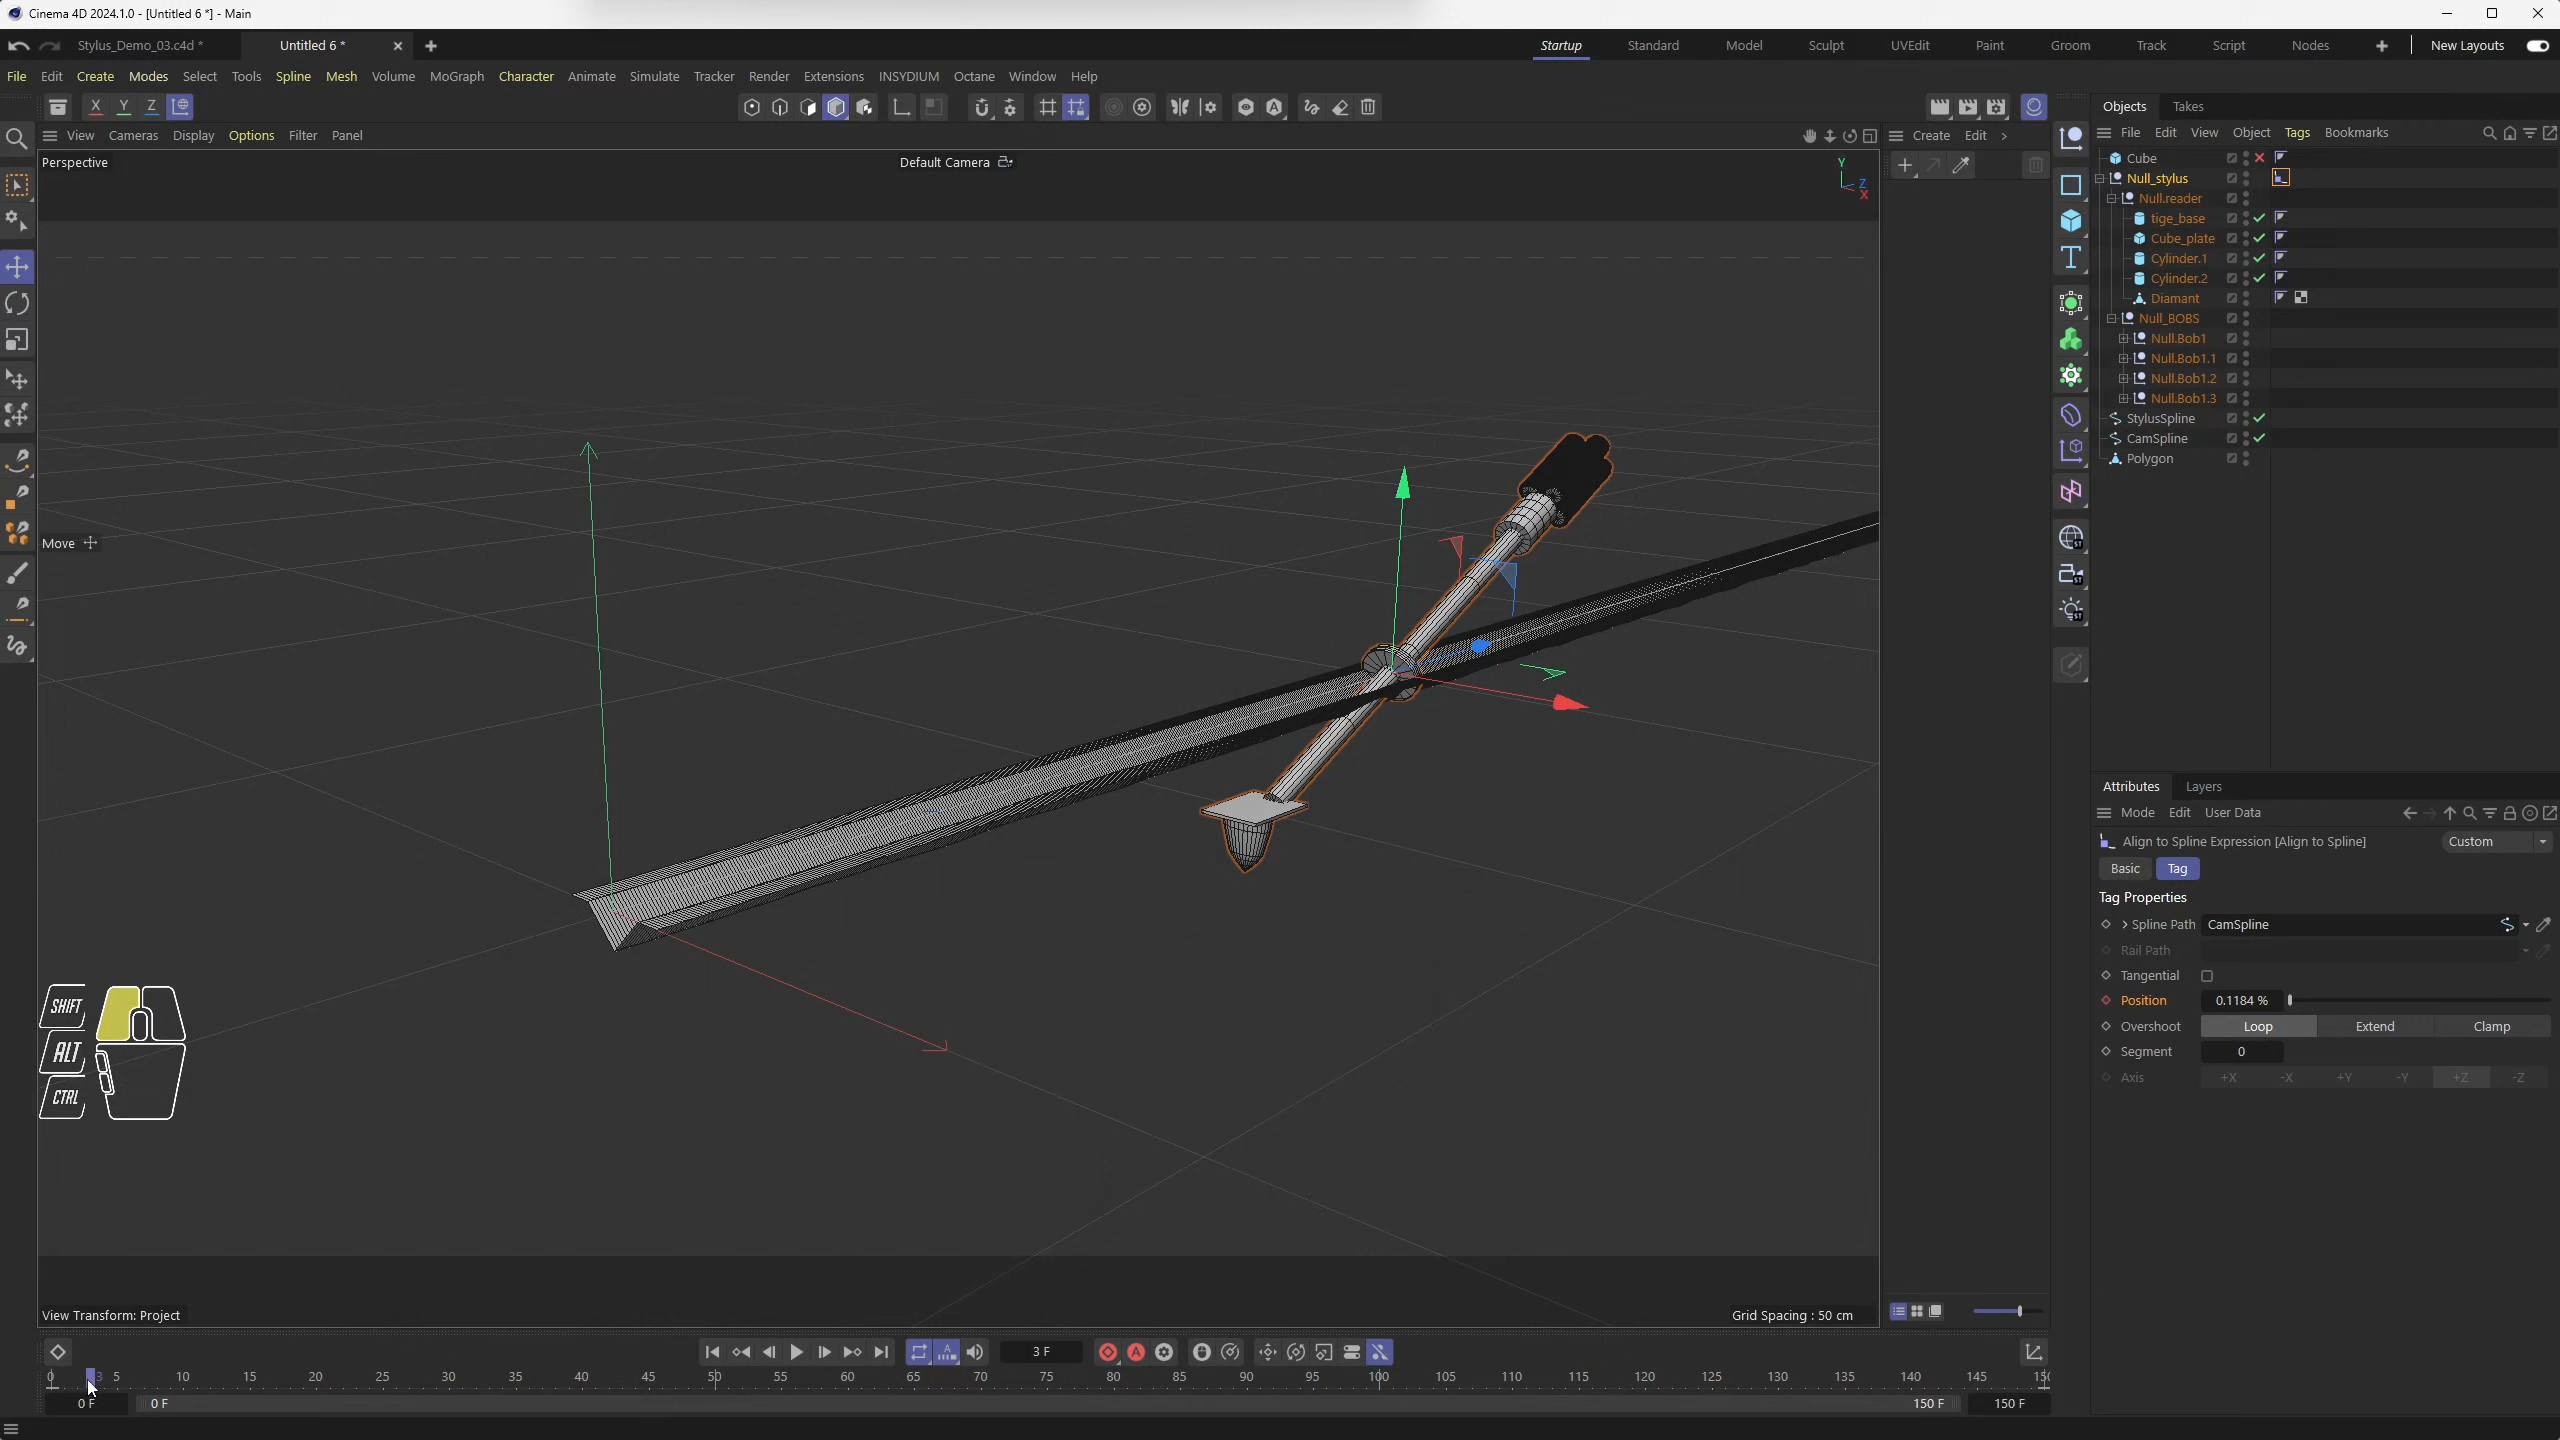 Cinema 4D 2024.1.0 - [Untitled 6 *] - Main
Stylus_Demo_03.c4d *
Untitled 6 *
Startup Standard Model Sculpt UVEdit Paint Groom Track Script Nodes New Layouts
File Edit Create Modes Select Tools Spline Mesh Volume MoGraph Character Animate Simulate Tracker Render Extensions INSYDIUM Octane Window Help
X Y Z
View Cameras Display Options Filter Panel
Create Edit
Perspective
Default Camera
Y
Z
X
Move
SHIFT
ALT
CTRL
View Transform: Project
Grid Spacing : 50 cm
Objects Takes
File Edit View Object Tags Bookmarks
Cube
Null_stylus
Null.reader
tige_base
Cube_plate
Cylinder.1
Cylinder.2
Diamant
Null_BOBS
Null.Bob1
Null.Bob1.1
Null.Bob1.2
Null.Bob1.3
StylusSpline
CamSpline
Polygon
Attributes Layers
Mode Edit User Data
Align to Spline Expression [Align to Spline]
Custom
Basic Tag
Tag Properties
Spline Path CamSpline
Rail Path
Tangential
Position 0.1184 %
Overshoot Loop Extend Clamp
Segment 0
Axis +X -X +Y -Y +Z -Z
3 F
0 3 5 10 15 20 25 30 35 40 45 50 55 60 65 70 75 80 85 90 95 100 105 110 115 120 125 130 135 140 145
0 F
0 F
150 F
150 F